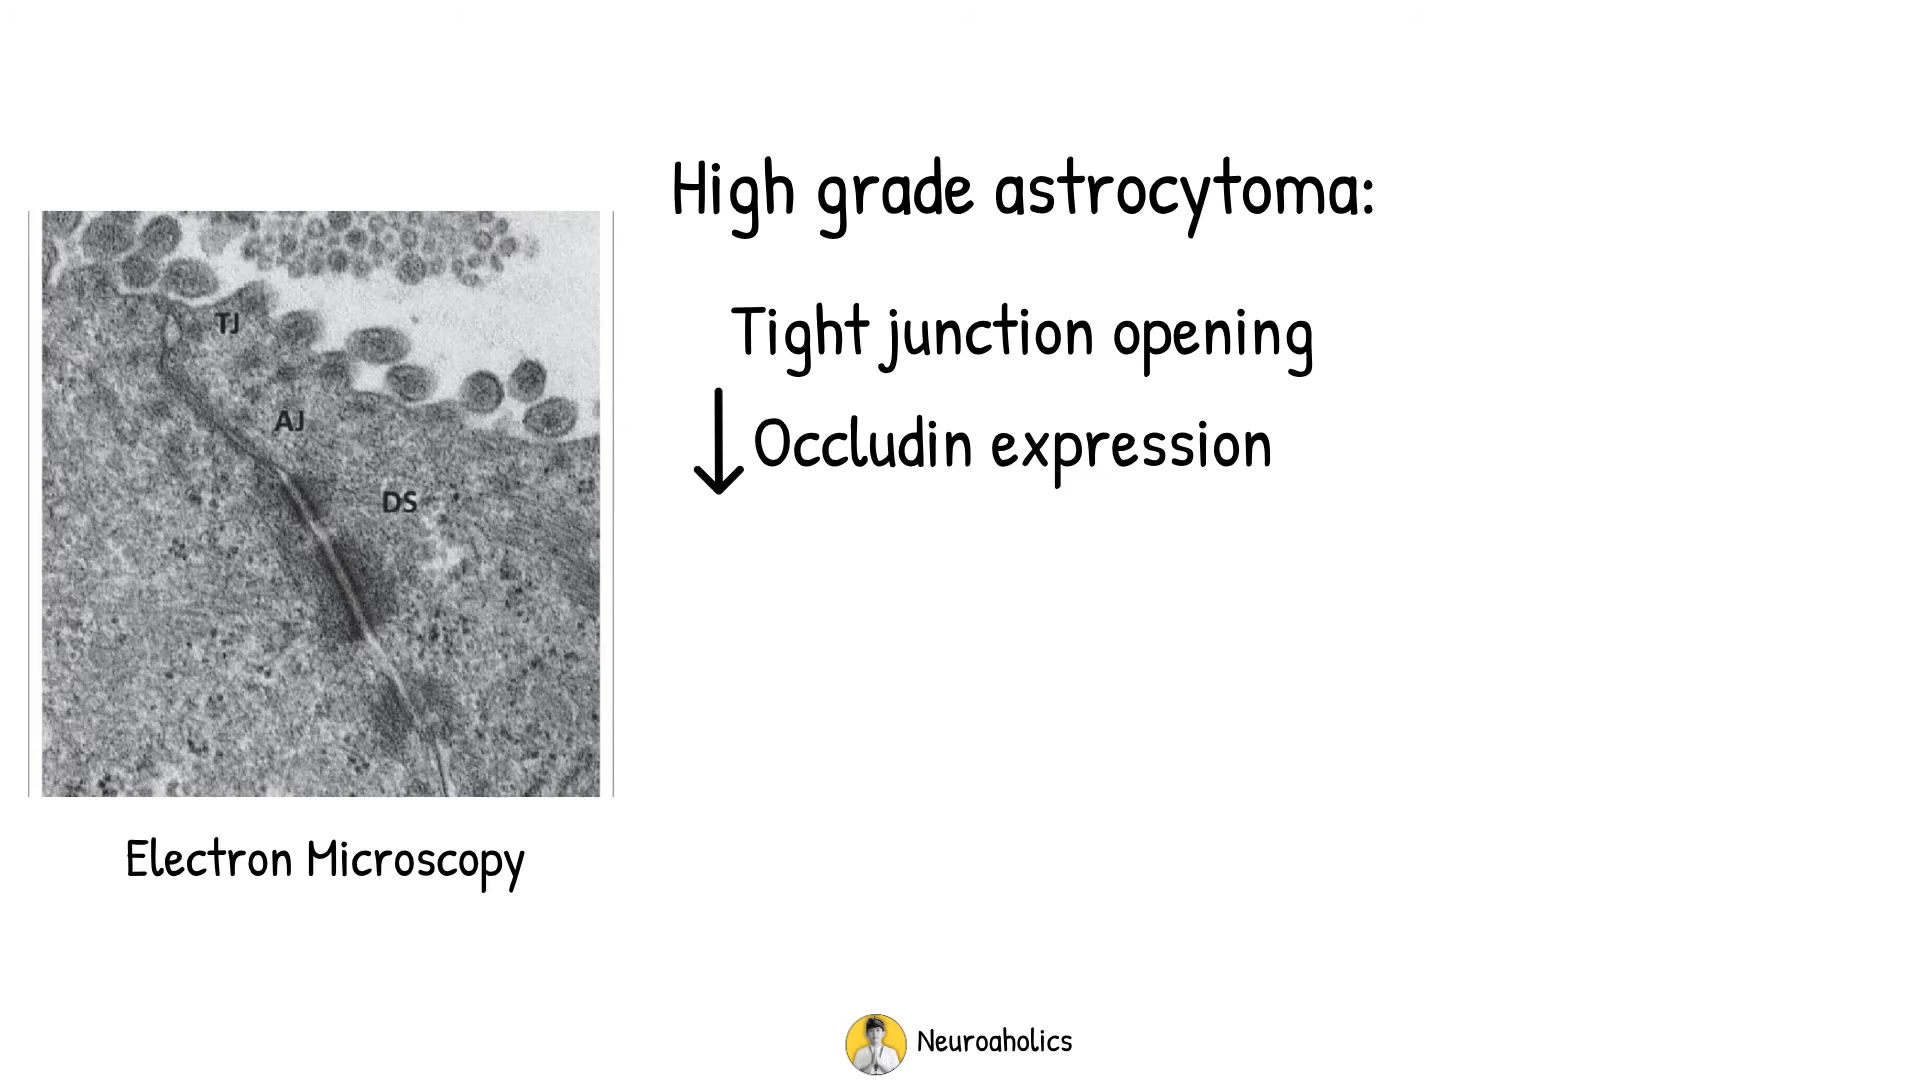 High grade astrocytoma:
Tight junction opening
↓ Occludin expression
TJ
AJ
DS
Electron Microscopy
Neuroaholics